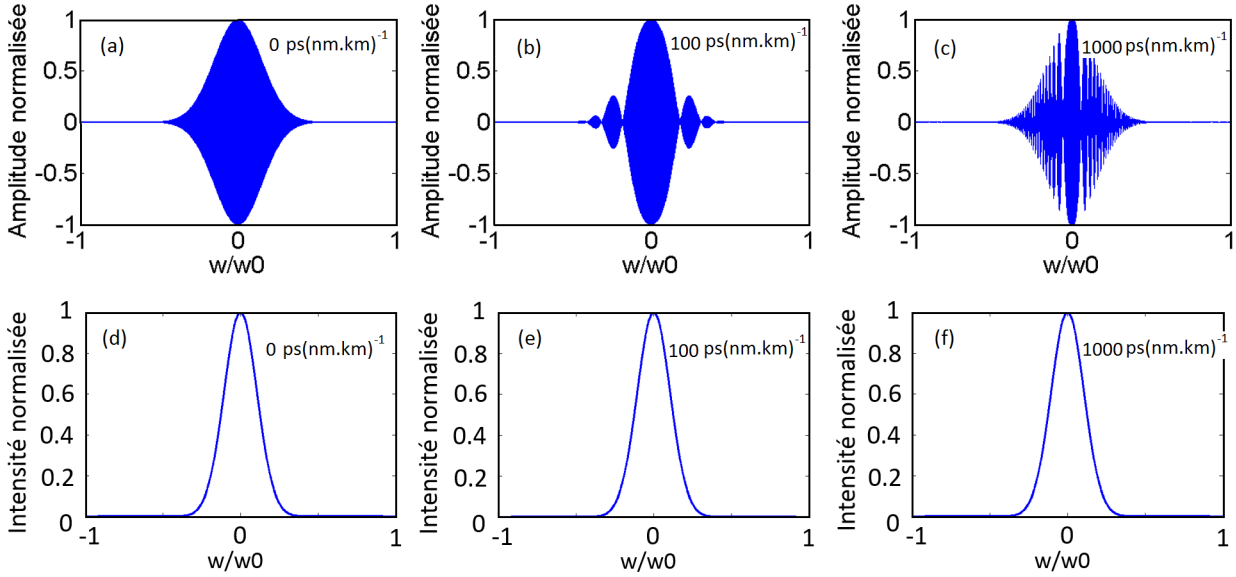 Amplitude normalisée
1
0.5
0
-0.5
-1
(a)
0 ps(nm.km)⁻¹
-1
0
1
w/w0
Amplitude normalisée
1
0.5
0
-0.5
-1
(b)
100 ps(nm.km)⁻¹
-1
0
1
w/w0
Amplitude normalisée
1
0.5
0
-0.5
-1
(c)
1000 ps(nm.km)⁻¹
-1
0
1
w/w0
Intensité normalisée
1
0.8
0.6
0.4
0.2
0
(d)
0 ps(nm.km)⁻¹
-1
0
1
w/w0
Intensité normalisée
1
0.8
0.6
0.4
0.2
0
(e)
100 ps(nm.km)⁻¹
-1
0
1
w/w0
Intensité normalisée
1
0.8
0.6
0.4
0.2
0
(f)
1000 ps(nm.km)⁻¹
-1
0
1
w/w0